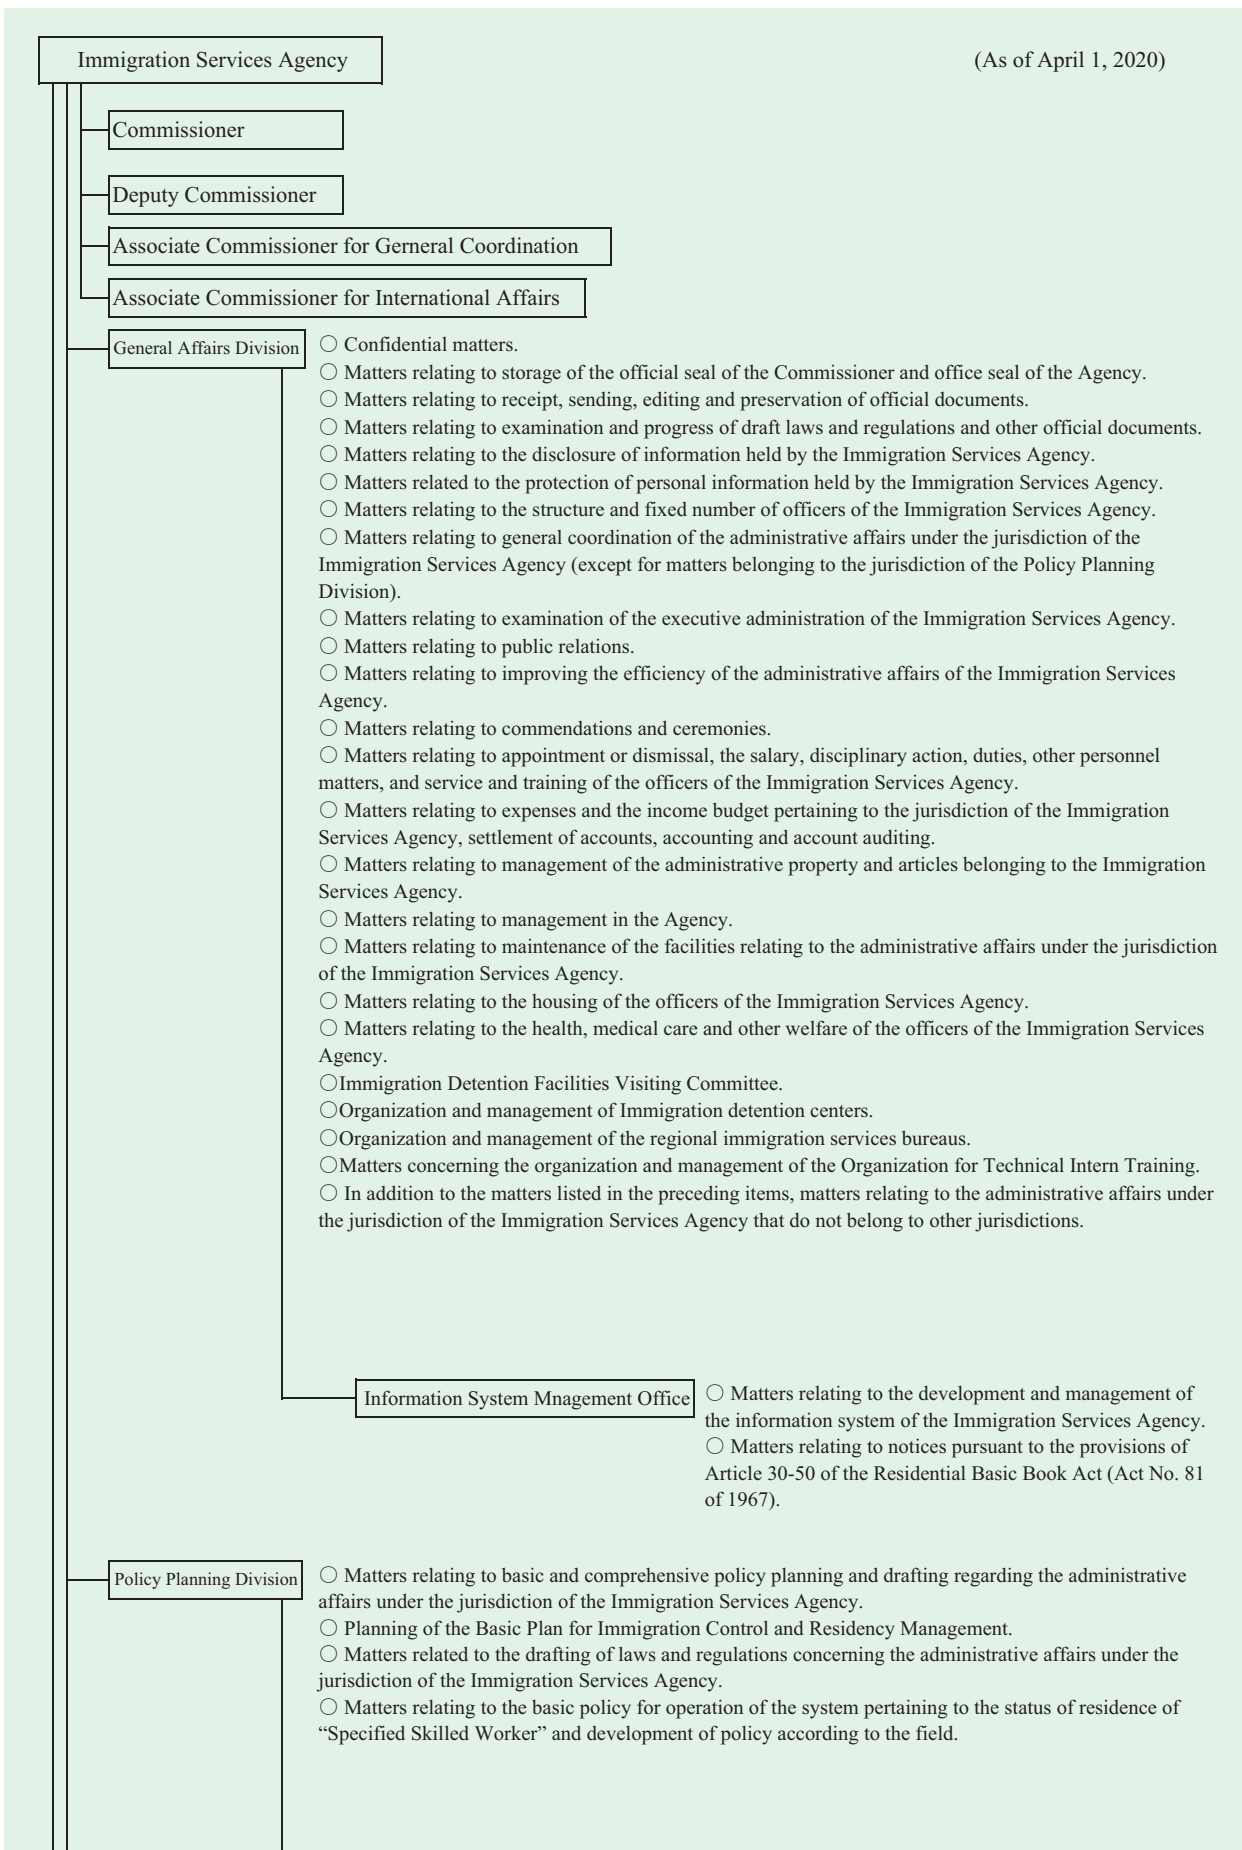 Immigration Services Agency
(As of April 1, 2020)
Commissioner
Deputy Commissioner
Associate Commissioner for Gerneral Coordination
Associate Commissioner for International Affairs
General Affairs Division
○ Confidential matters.
○ Matters relating to storage of the official seal of the Commissioner and office seal of the Agency.
○ Matters relating to receipt, sending, editing and preservation of official documents.
○ Matters relating to examination and progress of draft laws and regulations and other official documents.
○ Matters relating to the disclosure of information held by the Immigration Services Agency.
○ Matters related to the protection of personal information held by the Immigration Services Agency.
○ Matters relating to the structure and fixed number of officers of the Immigration Services Agency.
○ Matters relating to general coordination of the administrative affairs under the jurisdiction of the
Immigration Services Agency (except for matters belonging to the jurisdiction of the Policy Planning
Division).
○ Matters relating to examination of the executive administration of the Immigration Services Agency.
○ Matters relating to public relations.
○ Matters relating to improving the efficiency of the administrative affairs of the Immigration Services
Agency.
○ Matters relating to commendations and ceremonies.
○ Matters relating to appointment or dismissal, the salary, disciplinary action, duties, other personnel
matters, and service and training of the officers of the Immigration Services Agency.
○ Matters relating to expenses and the income budget pertaining to the jurisdiction of the Immigration
Services Agency, settlement of accounts, accounting and account auditing.
○ Matters relating to management of the administrative property and articles belonging to the Immigration
Services Agency.
○ Matters relating to management in the Agency.
○ Matters relating to maintenance of the facilities relating to the administrative affairs under the jurisdiction
of the Immigration Services Agency.
○ Matters relating to the housing of the officers of the Immigration Services Agency.
○ Matters relating to the health, medical care and other welfare of the officers of the Immigration Services
Agency.
○Immigration Detention Facilities Visiting Committee.
○Organization and management of Immigration detention centers.
○Organization and management of the regional immigration services bureaus.
○Matters concerning the organization and management of the Organization for Technical Intern Training.
○ In addition to the matters listed in the preceding items, matters relating to the administrative affairs under
the jurisdiction of the Immigration Services Agency that do not belong to other jurisdictions.
Information System Mnagement Office
○ Matters relating to the development and management of
the information system of the Immigration Services Agency.
○ Matters relating to notices pursuant to the provisions of
Article 30-50 of the Residential Basic Book Act (Act No. 81
of 1967).
Policy Planning Division
○ Matters relating to basic and comprehensive policy planning and drafting regarding the administrative
affairs under the jurisdiction of the Immigration Services Agency.
○ Planning of the Basic Plan for Immigration Control and Residency Management.
○ Matters related to the drafting of laws and regulations concerning the administrative affairs under the
jurisdiction of the Immigration Services Agency.
○ Matters relating to the basic policy for operation of the system pertaining to the status of residence of
“Specified Skilled Worker” and development of policy according to the field.